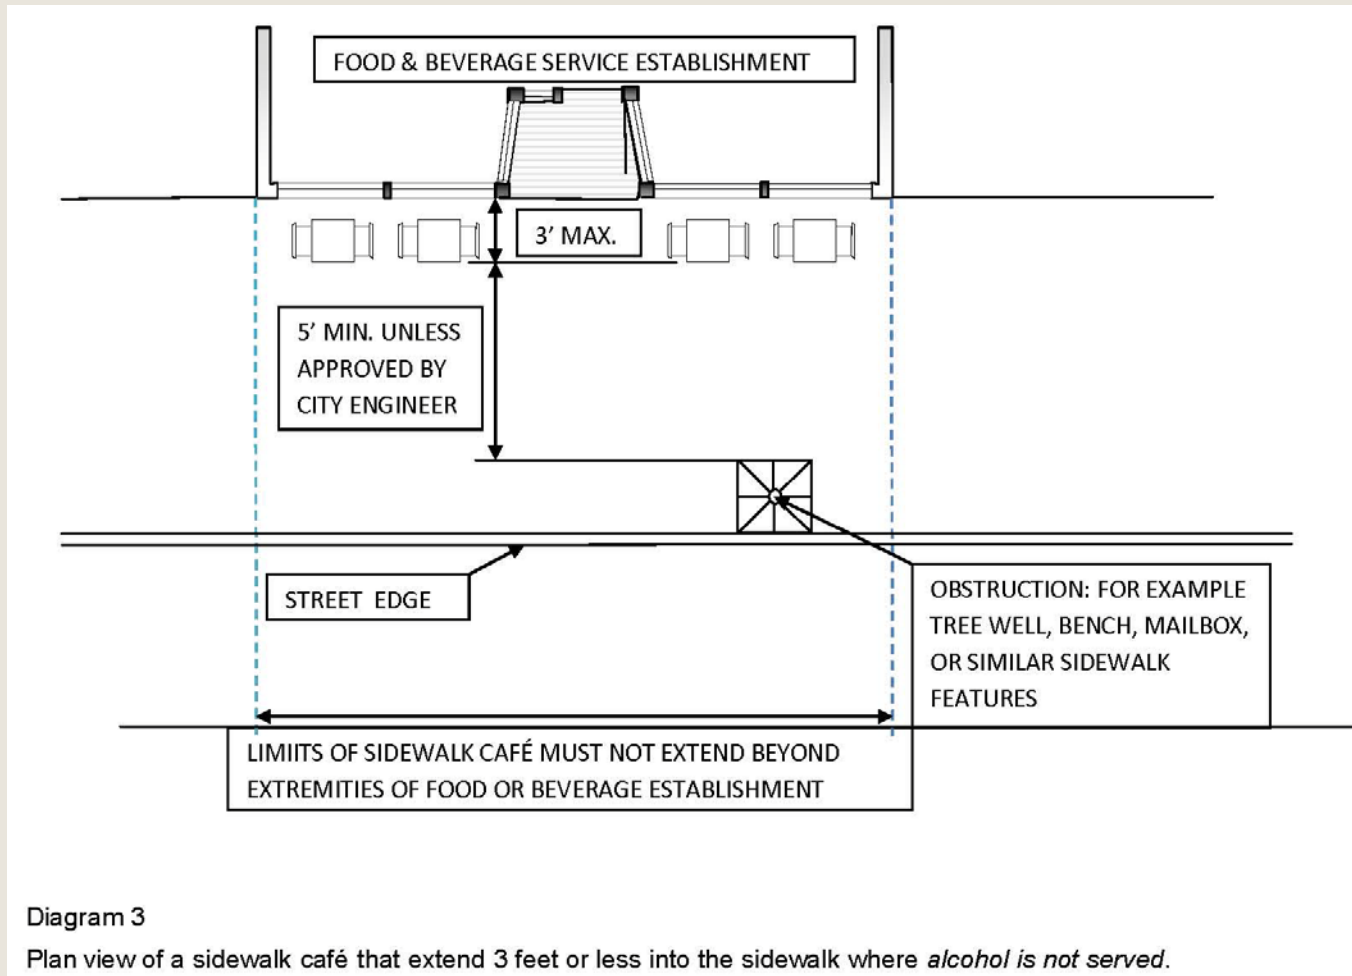 FOOD & BEVERAGE SERVICE ESTABLISHMENT
3’ MAX.
5’ MIN. UNLESS
APPROVED BY
CITY ENGINEER
STREET EDGE
OBSTRUCTION: FOR EXAMPLE
TREE WELL, BENCH, MAILBOX,
OR SIMILAR SIDEWALK
FEATURES
LIMIITS OF SIDEWALK CAFÉ MUST NOT EXTEND BEYOND
EXTREMITIES OF FOOD OR BEVERAGE ESTABLISHMENT
Diagram 3
Plan view of a sidewalk café that extend 3 feet or less into the sidewalk where alcohol is not served.